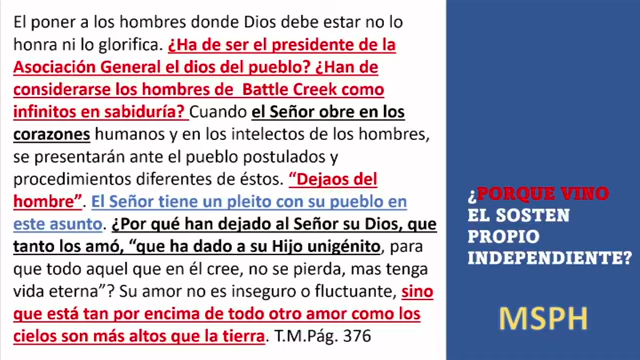 El poner a los hombres donde Dios debe estar no lo
honra ni lo glorifica. ¿Ha de ser el presidente de la
Asociación General el dios del pueblo? ¿Han de
considerarse los hombres de Battle Creek como
infinitos en sabiduría? Cuando el Señor obre en los
corazones humanos y en los intelectos de los hombres,
se presentarán ante el pueblo postulados y
procedimientos diferentes de éstos. “Dejaos del
hombre”. El Señor tiene un pleito con su pueblo en
este asunto. ¿Por qué han dejado al Señor su Dios, que
tanto los amó, “que ha dado a su Hijo unigénito, para
que todo aquel que en él cree, no se pierda, mas tenga
vida eterna”? Su amor no es inseguro o fluctuante, sino
que está tan por encima de todo otro amor como los
cielos son más altos que la tierra. T.M.Pág. 376
¿PORQUE VINO
EL SOSTEN
PROPIO
INDEPENDIENTE?
MSPH